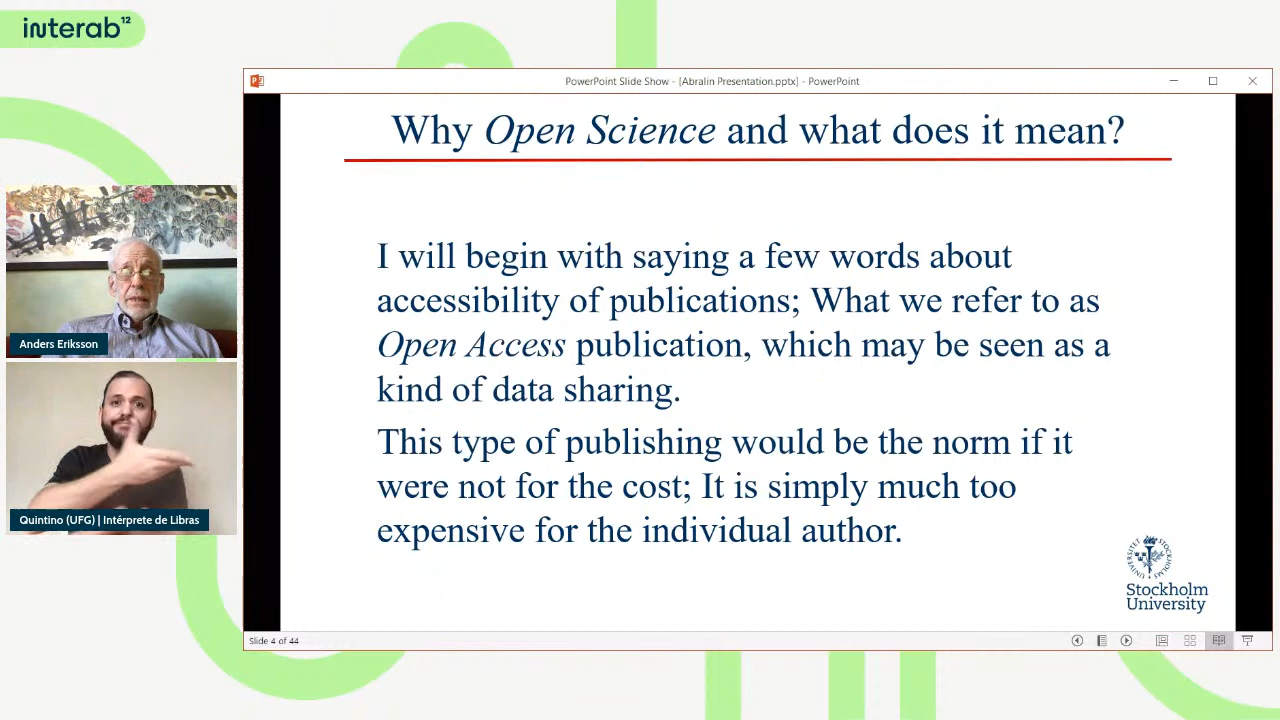 interab¹²
PowerPoint Slide Show - [Abralin Presentation.pptx] - PowerPoint
Why Open Science and what does it mean?
I will begin with saying a few words about
accessibility of publications; What we refer to as
Open Access publication, which may be seen as a
kind of data sharing.
This type of publishing would be the norm if it
were not for the cost; It is simply much too
expensive for the individual author.
Anders Eriksson
Quintino (UFG) | Intérprete de Libras
Stockholm
University
Slide 4 of 44